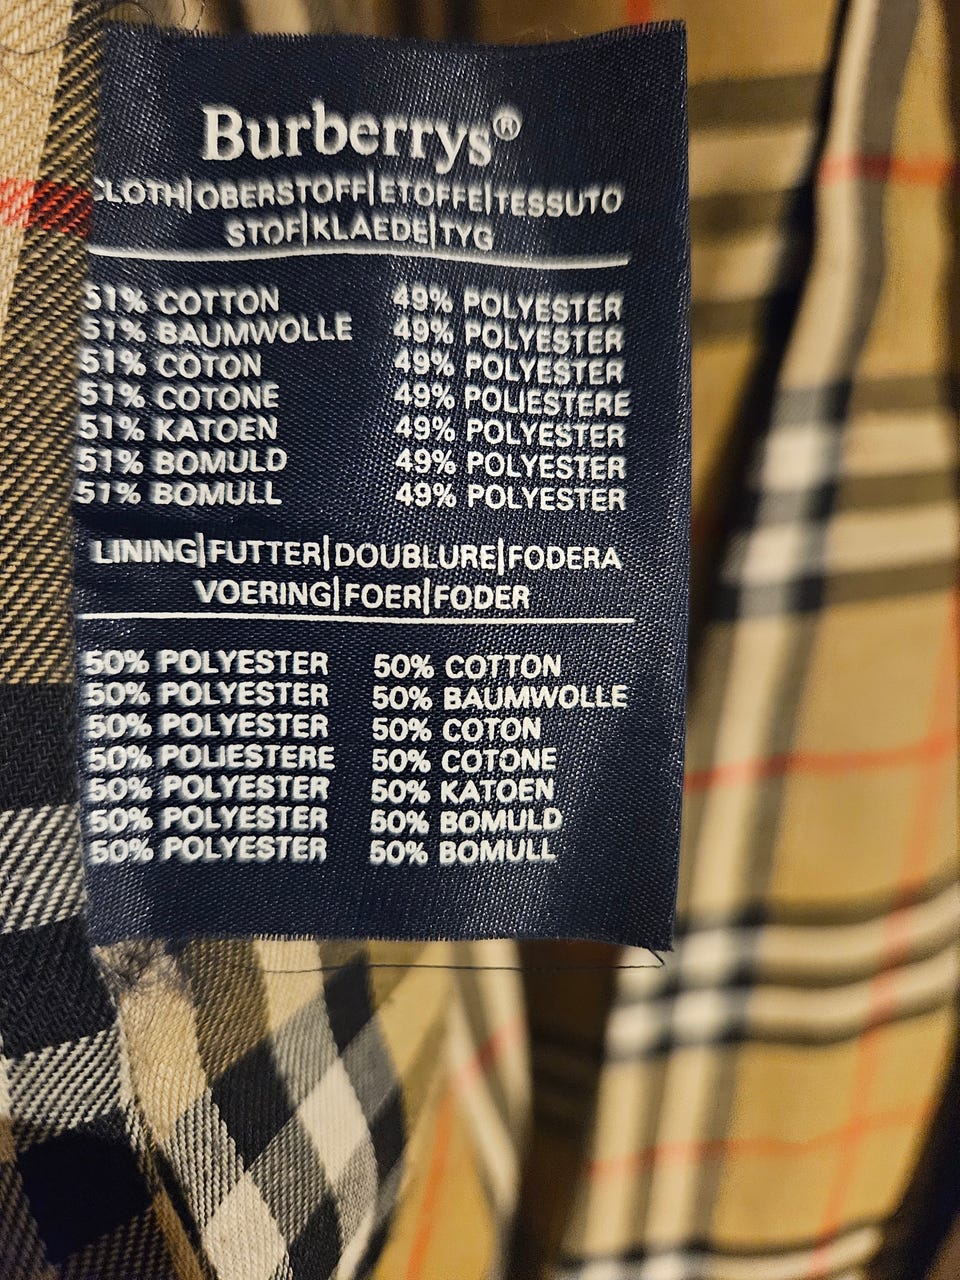 Burberrys®
CLOTH|OBERSTOFF|ETOFFE|TESSUTO
STOF|KLAEDE|TYG
51% COTTON 49% POLYESTER
51% BAUMWOLLE 49% POLYESTER
51% COTON 49% POLYESTER
51% COTONE 49% POLIESTERE
51% KATOEN 49% POLYESTER
51% BOMULD 49% POLYESTER
51% BOMULL 49% POLYESTER
LINING|FUTTER|DOUBLURE|FODERA
VOERING|FOER|FODER
50% POLYESTER 50% COTTON
50% POLYESTER 50% BAUMWOLLE
50% POLYESTER 50% COTON
50% POLIESTERE 50% COTONE
50% POLYESTER 50% KATOEN
50% POLYESTER 50% BOMULD
50% POLYESTER 50% BOMULL